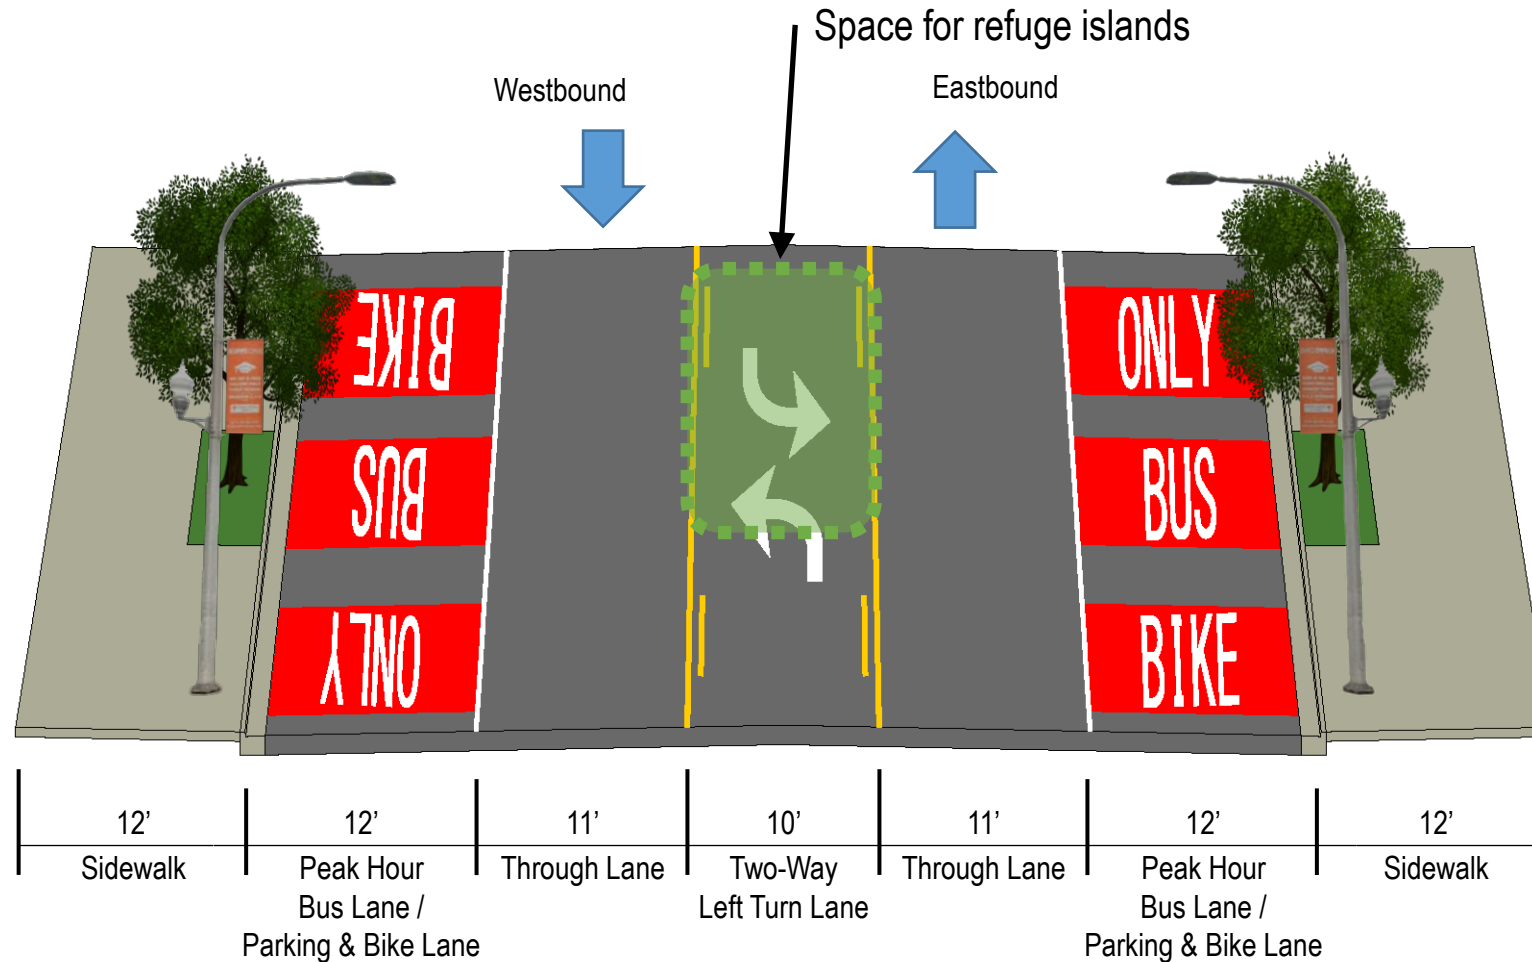 Space for refuge islands
Westbound
Eastbound
BIKE
BUS
ONLY
ONLY
BUS
BIKE
12’
12’
11’
10’
11’
12’
12’
Sidewalk
Peak Hour
Bus Lane /
Parking & Bike Lane
Through Lane
Two-Way
Left Turn Lane
Through Lane
Peak Hour
Bus Lane /
Parking & Bike Lane
Sidewalk